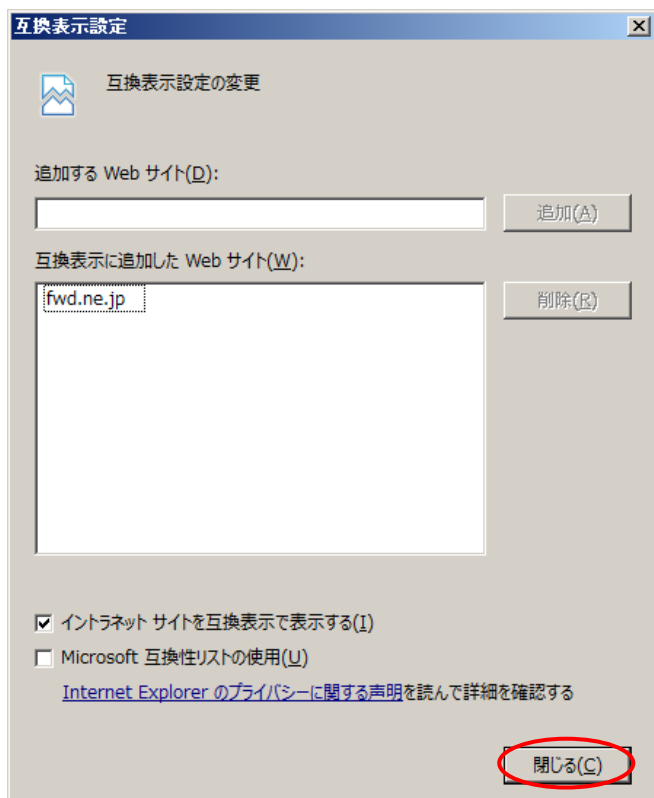 互換表示設定
互換表示設定の変更
追加する Web サイト(D):
追加(A)
互換表示に追加した Web サイト(W):
fwd.ne.jp
削除(R)
イントラネット サイトを互換表示で表示する(I)
Microsoft 互換性リストの使用(U)
Internet Explorer のプライバシーに関する声明を読んで詳細を確認する
閉じる(C)